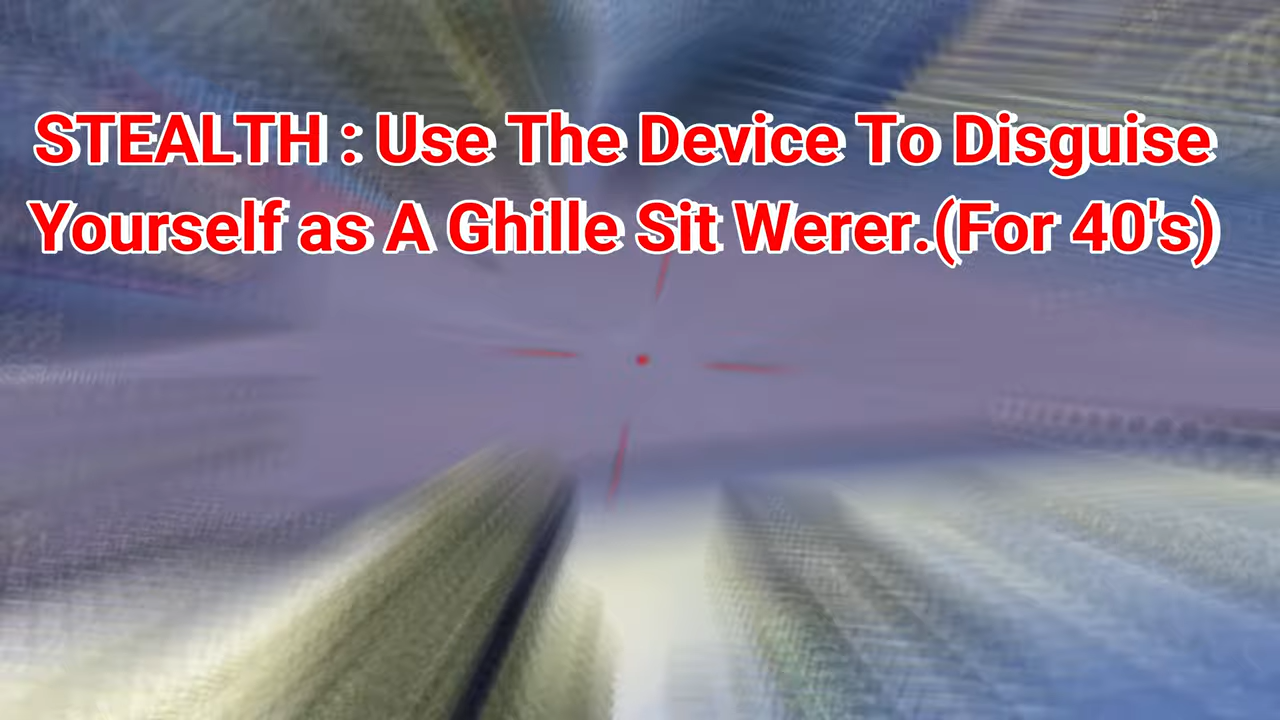 STEALTH : Use The Device To Disguise
Yourself as A Ghille Sit Werer.(For 40's)